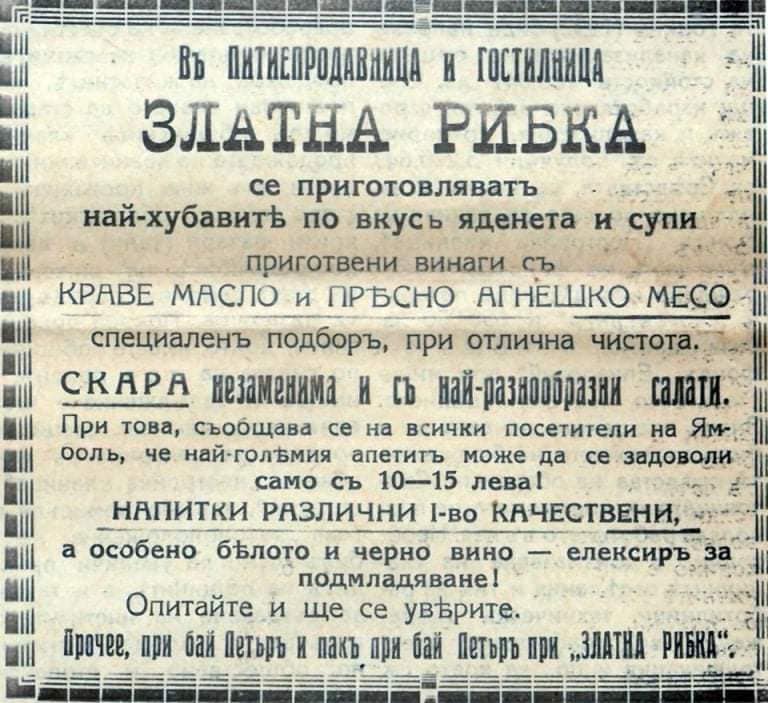 Въ ПИТИЕПРОДАВНИЦА и ГОСТИЛНИЦА
ЗЛАТНА РИБКА
се приготовляватъ
най-хубавитѣ по вкусъ яденета и супи
приготвени винаги съ
КРАВЕ МАСЛО и ПРѢСНО АГНЕШКО МЕСО
специаленъ подборъ, при отлична чистота.
СКАРА незаменима и съ най-разнообразни салати.
При това, съобщава се на всички посетители на Ям-
боль, че най-голѣмия апетитъ може да се задоволи
само съ 10—15 лева!
НАПИТКИ РАЗЛИЧНИ I-во КАЧЕСТВЕНИ,
а особено бѣлото и черно вино — елексиръ за
подмладяване!
Опитайте и ще се увѣрите.
Прочее, при бай Петъръ и пакъ при бай Петъръ при „ЗЛАТНА РИБКА“.